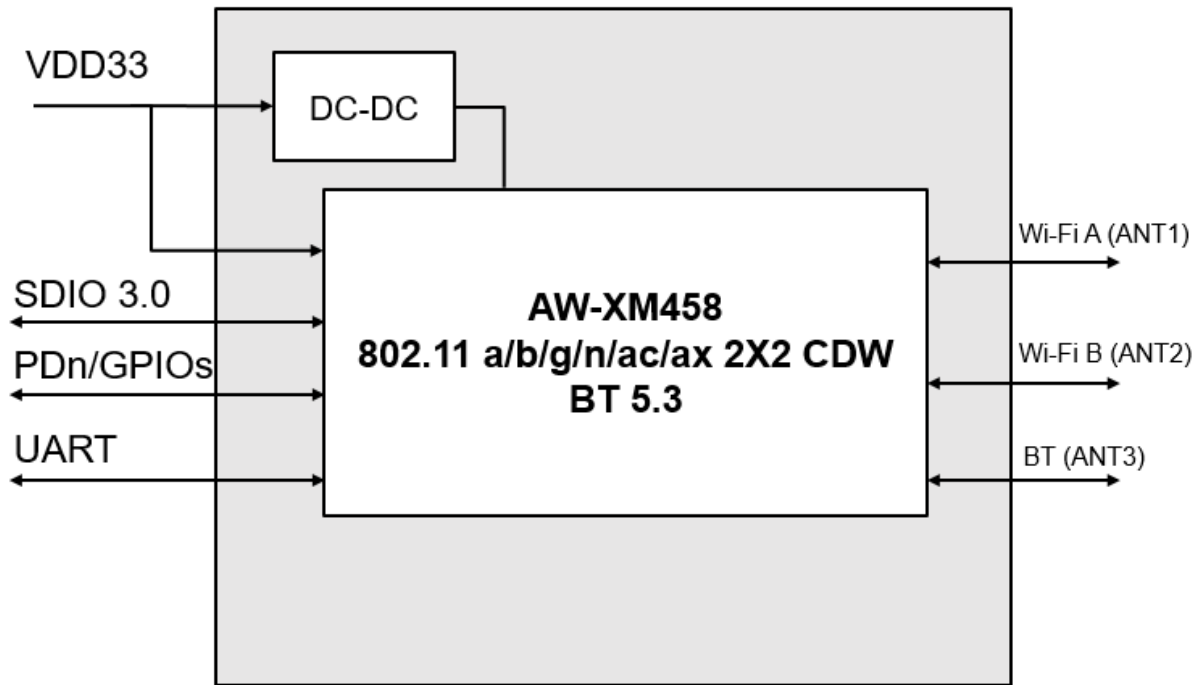 VDD33
DC-DC
Wi-Fi A (ANT1)
SDIO 3.0
AW-XM458
802.11 a/b/g/n/ac/ax 2X2 CDW
BT 5.3
PDn/GPIOs
Wi-Fi B (ANT2)
UART
BT (ANT3)